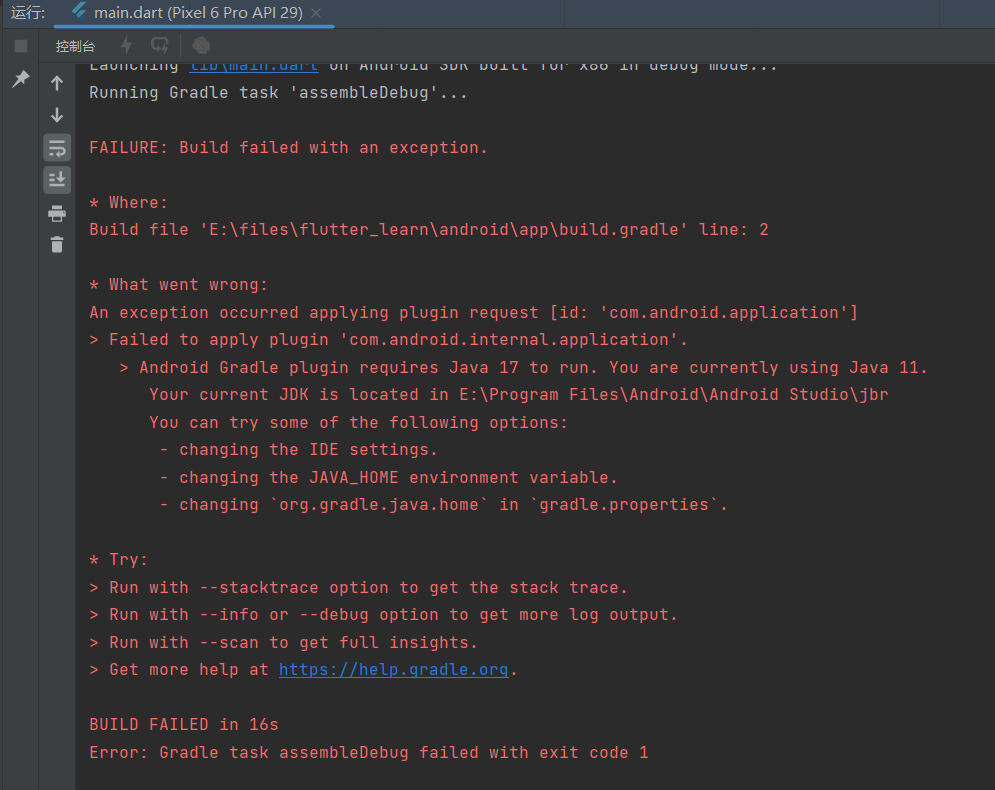 运行:
main.dart (Pixel 6 Pro API 29)
控制台
Launching lib\main.dart on Android SDK built for x86 in debug mode...
Running Gradle task 'assembleDebug'...
FAILURE: Build failed with an exception.
* Where:
Build file 'E:\files\flutter_learn\android\app\build.gradle' line: 2
* What went wrong:
An exception occurred applying plugin request [id: 'com.android.application']
> Failed to apply plugin 'com.android.internal.application'.
> Android Gradle plugin requires Java 17 to run. You are currently using Java 11.
Your current JDK is located in E:\Program Files\Android\Android Studio\jbr
You can try some of the following options:
- changing the IDE settings.
- changing the JAVA_HOME environment variable.
- changing `org.gradle.java.home` in `gradle.properties`.
* Try:
> Run with --stacktrace option to get the stack trace.
> Run with --info or --debug option to get more log output.
> Run with --scan to get full insights.
> Get more help at https://help.gradle.org.
BUILD FAILED in 16s
Error: Gradle task assembleDebug failed with exit code 1